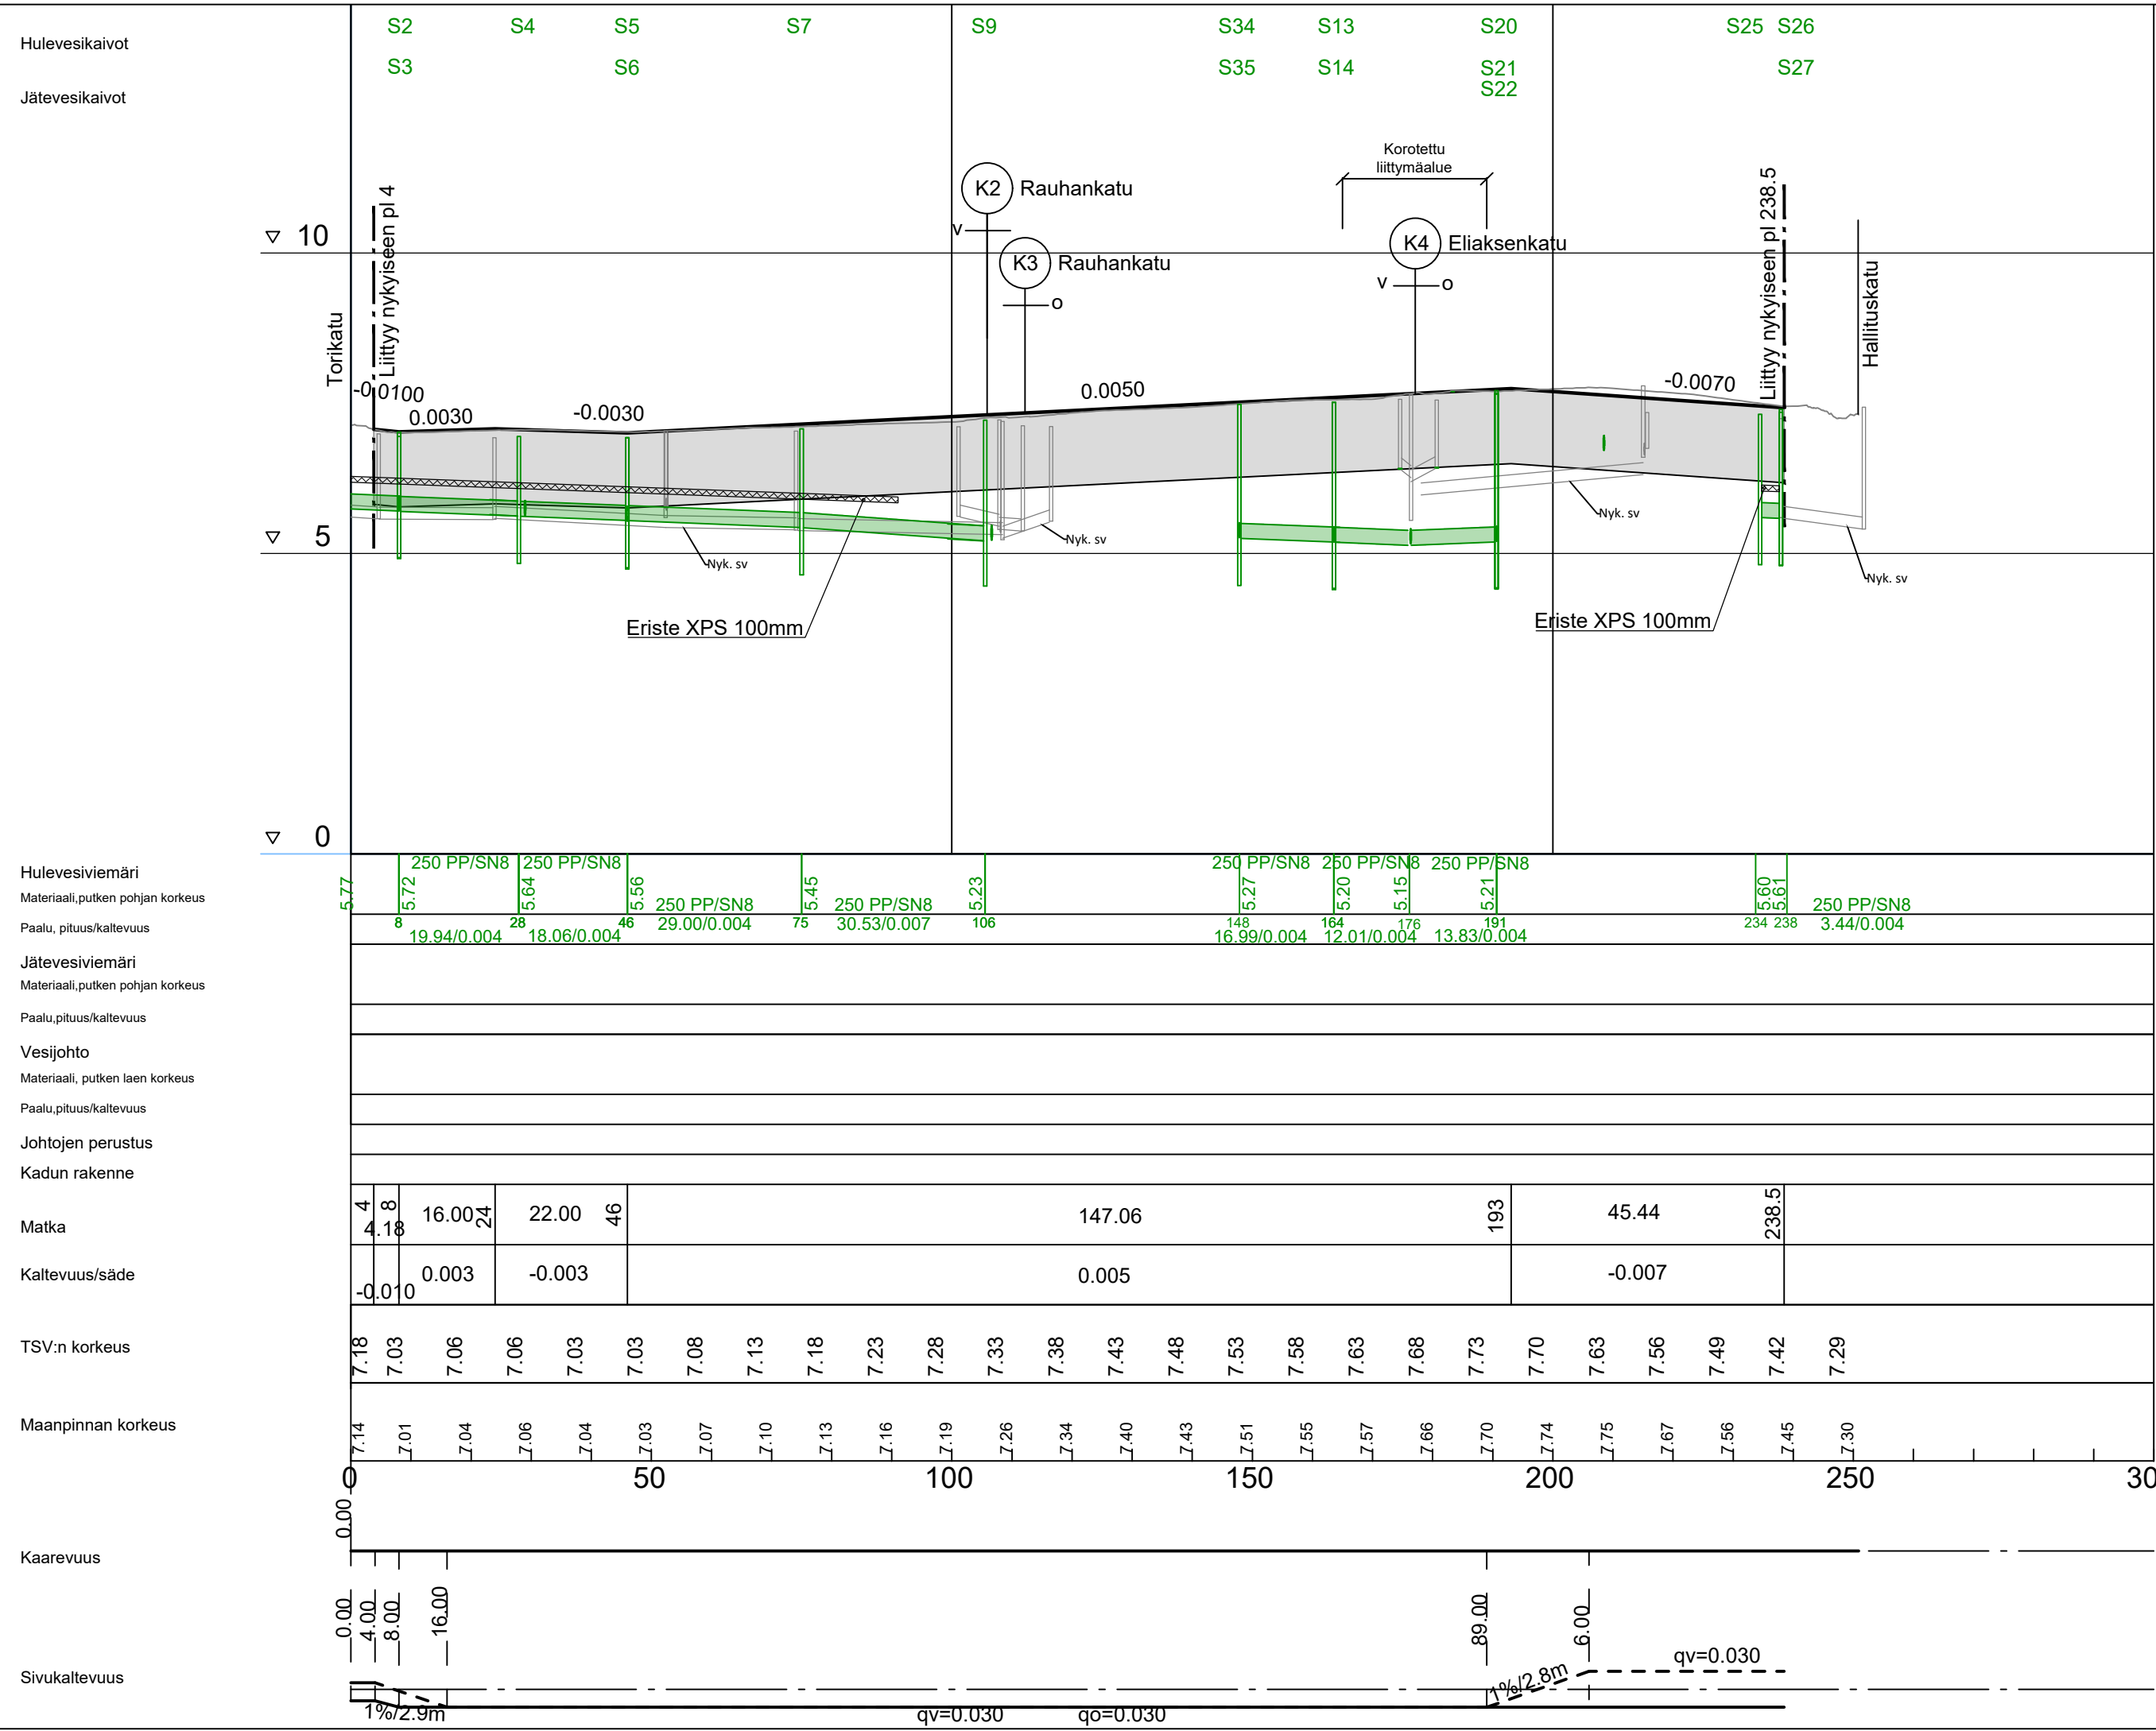 Hulevesikaivot
S2 S4 S5 S7 S9 S34 S13 S20 S25 S26
S3 S6 S35 S14 S21 S27
Jätevesikaivot
S22
Korotettu
liittymäalue
K2 Rauhankatu
v
K3 Rauhankatu
o
K4 Eliaksenkatu
v o
10
5
0
Torikatu
Liittyy nykyiseen pl 4
Liittyy nykyiseen pl 238.5
Hallituskatu
-0.0100
0.0030
-0.0030
0.0050
-0.0070
Nyk. sv
Nyk. sv
Nyk. sv
Nyk. sv
Eriste XPS 100mm
Eriste XPS 100mm
Hulevesiviemäri
250 PP/SN8 250 PP/SN8 250 PP/SN8 250 PP/SN8 250 PP/SN8
Materiaali,putken pohjan korkeus
5.77 5.72 5.64 5.56 5.45 5.23 5.27 5.20 5.15 5.21 5.60 5.61
250 PP/SN8 250 PP/SN8 250 PP/SN8
Paalu, pituus/kaltevuus
8 28 46 29.00/0.004 75 30.53/0.007 106 148 164 176 191 234 238 3.44/0.004
19.94/0.004 18.06/0.004 16.99/0.004 12.01/0.004 13.83/0.004
Jätevesiviemäri
Materiaali,putken pohjan korkeus
Paalu,pituus/kaltevuus
Vesijohto
Materiaali, putken laen korkeus
Paalu,pituus/kaltevuus
Johtojen perustus
Kadun rakenne
Matka
4 4.18 8 16.00 24 22.00 46 147.06 193 45.44 238.5
Kaltevuus/säde
-0.010 0.003 -0.003 0.005 -0.007
TSV:n korkeus
7.18 7.03 7.06 7.06 7.03 7.03 7.08 7.13 7.18 7.23 7.28 7.33 7.38 7.43 7.48 7.53 7.58 7.63 7.68 7.73 7.70 7.63 7.56 7.49 7.42 7.29
Maanpinnan korkeus
7.14 7.01 7.04 7.06 7.04 7.03 7.07 7.10 7.13 7.16 7.19 7.26 7.34 7.40 7.43 7.51 7.55 7.57 7.66 7.70 7.74 7.75 7.67 7.56 7.45 7.30
0 50 100 150 200 250 30
0.00
Kaarevuus
0.00 4.00 8.00 16.00 89.00 6.00
Sivukaltevuus
1%/2.9m
qv=0.030 qo=0.030
1%/2.8m
qv=0.030